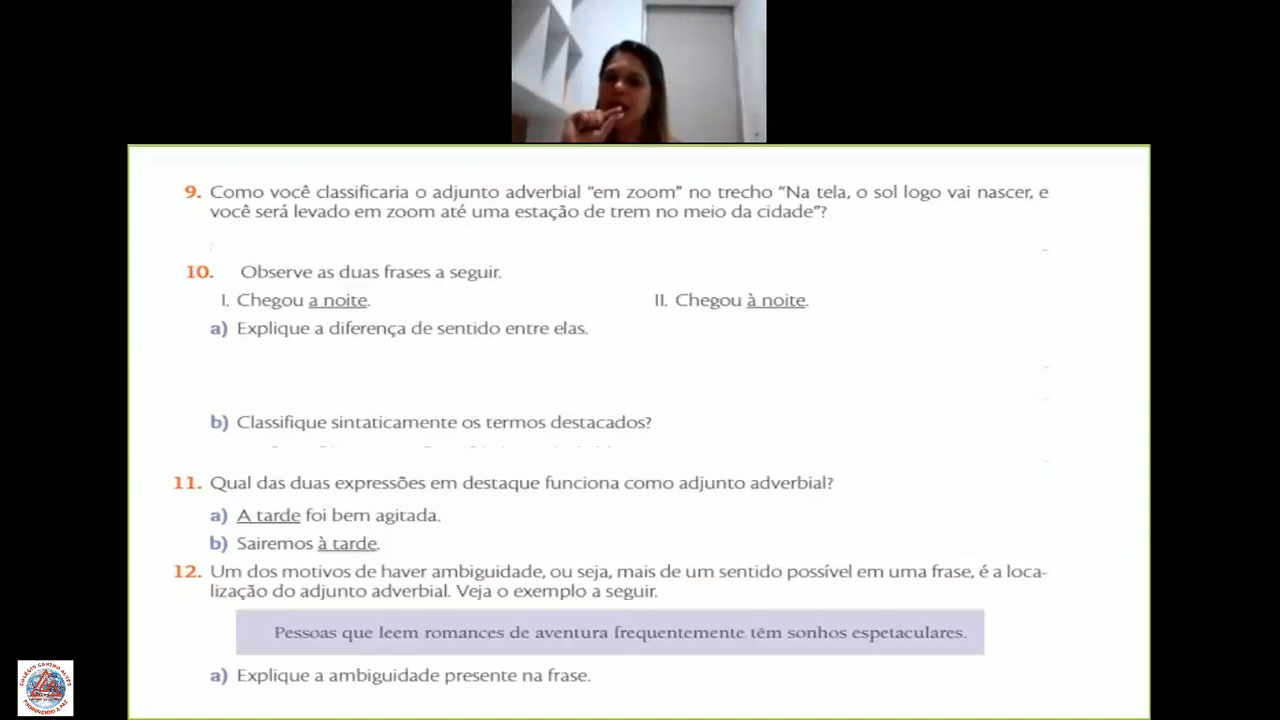 9. Como você classificaria o adjunto adverbial “em zoom” no trecho “Na tela, o sol logo vai nascer, e
você será levado em zoom até uma estação de trem no meio da cidade”?
10. Observe as duas frases a seguir.
I. Chegou a noite. II. Chegou à noite.
a) Explique a diferença de sentido entre elas.
b) Classifique sintaticamente os termos destacados?
11. Qual das duas expressões em destaque funciona como adjunto adverbial?
a) A tarde foi bem agitada.
b) Sairemos à tarde.
12. Um dos motivos de haver ambiguidade, ou seja, mais de um sentido possível em uma frase, é a loca-
lização do adjunto adverbial. Veja o exemplo a seguir.
Pessoas que leem romances de aventura frequentemente têm sonhos espetaculares.
a) Explique a ambiguidade presente na frase.